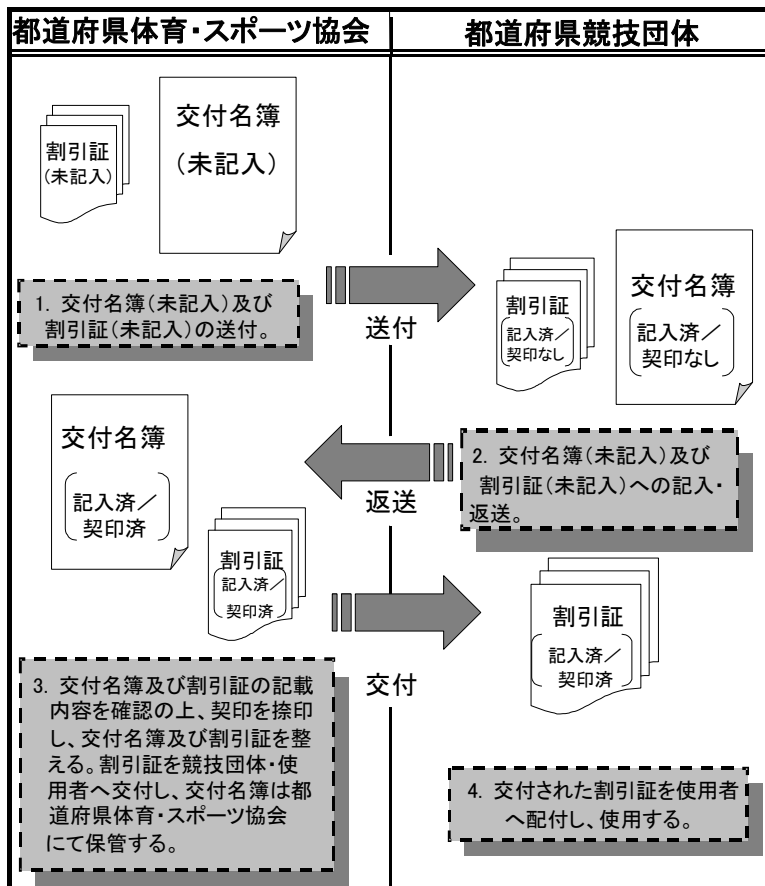 都道府県体育・スポーツ協会
都道府県競技団体
割引証
(未記入)
交付名簿
(未記入)
1. 交付名簿(未記入)及び
割引証(未記入)の送付。
送付
割引証
記入済/
契印なし
交付名簿
記入済/
契印なし
交付名簿
記入済/
契印済
返送
2. 交付名簿(未記入)及び
割引証(未記入)への記入・
返送。
割引証
記入済/
契印済
交付
割引証
記入済/
契印済
3. 交付名簿及び割引証の記載
内容を確認の上、契印を捺印
し、交付名簿及び割引証を整
える。割引証を競技団体・使
用者へ交付し、交付名簿は都
道府県体育・スポーツ協会
にて保管する。
4. 交付された割引証を使用者
へ配付し、使用する。